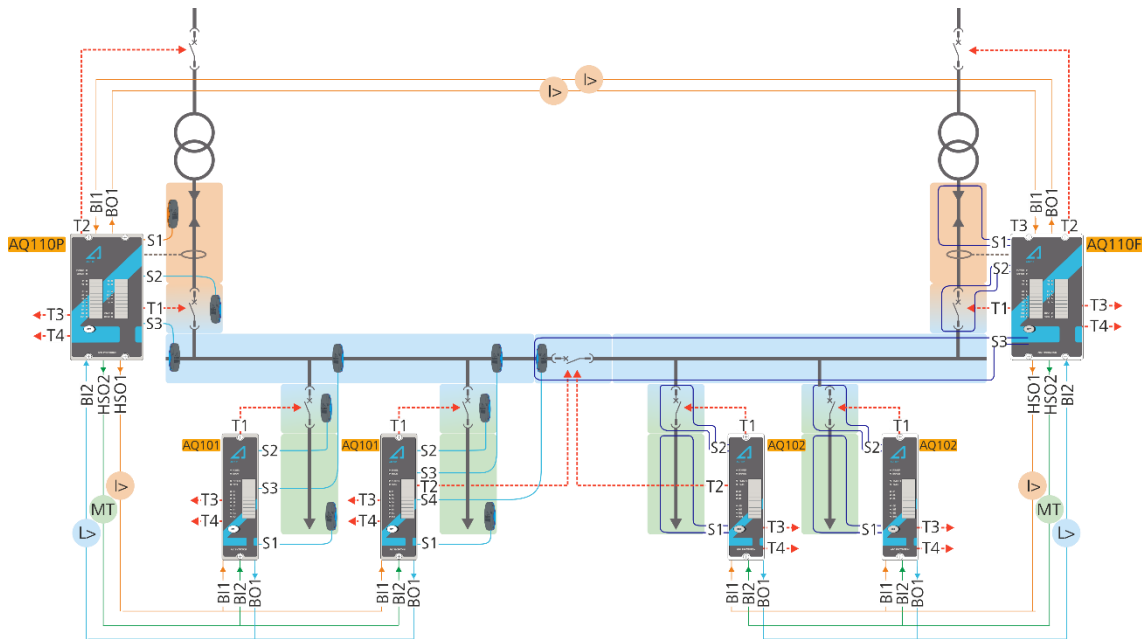 I>
I>
T2
BI1
BO1
T3
BI1
BO1
T2
AQ110P
S1
S1
AQ110F
S2
S2
T3
T1
T1
T3
T4
S3
S3
T4
BI2
HSO2
HSO1
HSO1
HSO2
BI2
T1
T1
T1
T1
AQ101
S2
AQ101
S2
S2
AQ102
S2
AQ102
S3
S3
T2
T2
I>
T3
T3
S4
I>
MT
T4
T4
S1
T3
S1
T3
MT
L>
S1
S1
T4
T4
L>
BI1
BI2
BO1
BI1
BI2
BO1
BI1
BI2
BO1
BI1
BI2
BO1